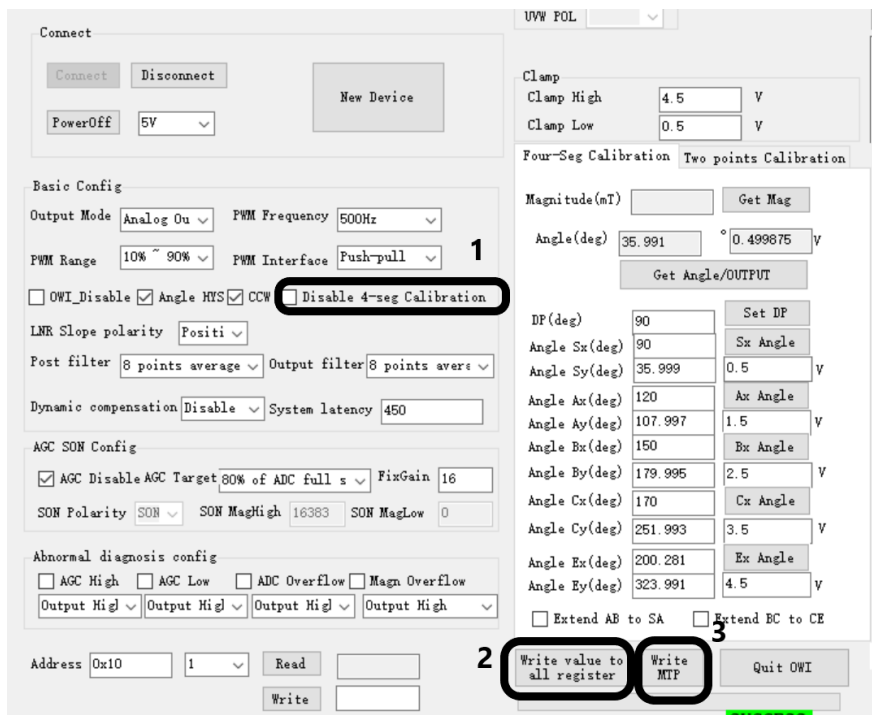 UVW POL
Connect
Connect Disconnect
New Device
PowerOff 5V
Clamp
Clamp High 4.5 V
Clamp Low 0.5 V
Basic Config
Output Mode Analog Ou PWM Frequency 500Hz
PWM Range 10% ~ 90% PWM Interface Push-pull
1
OWI_Disable Angle HYS CCW Disable 4-seg Calibration
LNR Slope polarity Positi
Post filter 8 points average Output filter 8 points avera
Dynamic compensation Disable System latency 450
AGC SON Config
AGC Disable AGC Target 80% of ADC full s FixGain 16
SON Polarity SON SON MagHigh 16383 SON MagLow 0
Abnormal diagnosis config
AGC High AGC Low ADC Overflow Magn Overflow
Output Higl Output Higl Output Higl Output High
Address 0x10 1 Read
Write
Four-Seg Calibration Two points Calibration
Magnitude(mT) Get Mag
Angle(deg) 35.991 ° 0.499875 V
Get Angle/OUTPUT
DP(deg) 90 Set DP
Angle Sx(deg) 90 Sx Angle
Angle Sy(deg) 35.999 0.5 V
Angle Ax(deg) 120 Ax Angle
Angle Ay(deg) 107.997 1.5 V
Angle Bx(deg) 150 Bx Angle
Angle By(deg) 179.995 2.5 V
Angle Cx(deg) 170 Cx Angle
Angle Cy(deg) 251.993 3.5 V
Angle Ex(deg) 200.281 Ex Angle
Angle Ey(deg) 323.991 4.5 V
Extend AB to SA Extend BC to CE
2
Write value to
all register
3
Write
MTP
Quit OWI